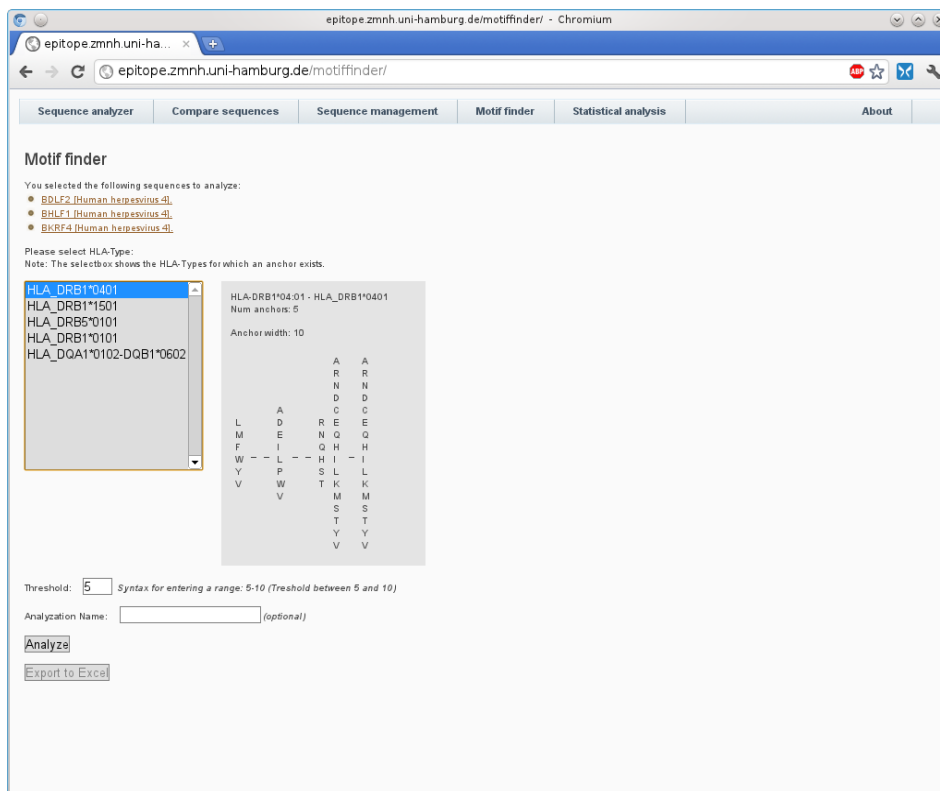 epitope.zmnh.uni-hamburg.de/motiffinder/ - Chromium
epitope.zmnh.uni-ha...
epitope.zmnh.uni-hamburg.de/motiffinder/
ABP
Sequence analyzer Compare sequences Sequence management Motif finder Statistical analysis About
Motif finder
You selected the following sequences to analyze:
BDLF2 [Human herpesvirus 4].
BHLF1 [Human herpesvirus 4].
BKRF4 [Human herpesvirus 4].
Please select HLA-Type:
Note: The selectbox shows the HLA-Types for which an anchor exists.
HLA_DRB1*0401
HLA_DRB1*1501
HLA_DRB5*0101
HLA_DRB1*0101
HLA_DQA1*0102-DQB1*0602
HLA-DRB1*04:01 - HLA_DRB1*0401
Num anchors: 5
Anchor width: 10
A A
R R
N N
D D
A C C
L D R E E
M E N Q Q
F I Q H H
W - - L - - H I - I
Y P S L L
V W T K K
V M M
S S
T T
Y Y
V V
Threshold: 5 Syntax for entering a range: 5-10 (Treshold between 5 and 10)
Analyzation Name: (optional)
Analyze
Export to Excel